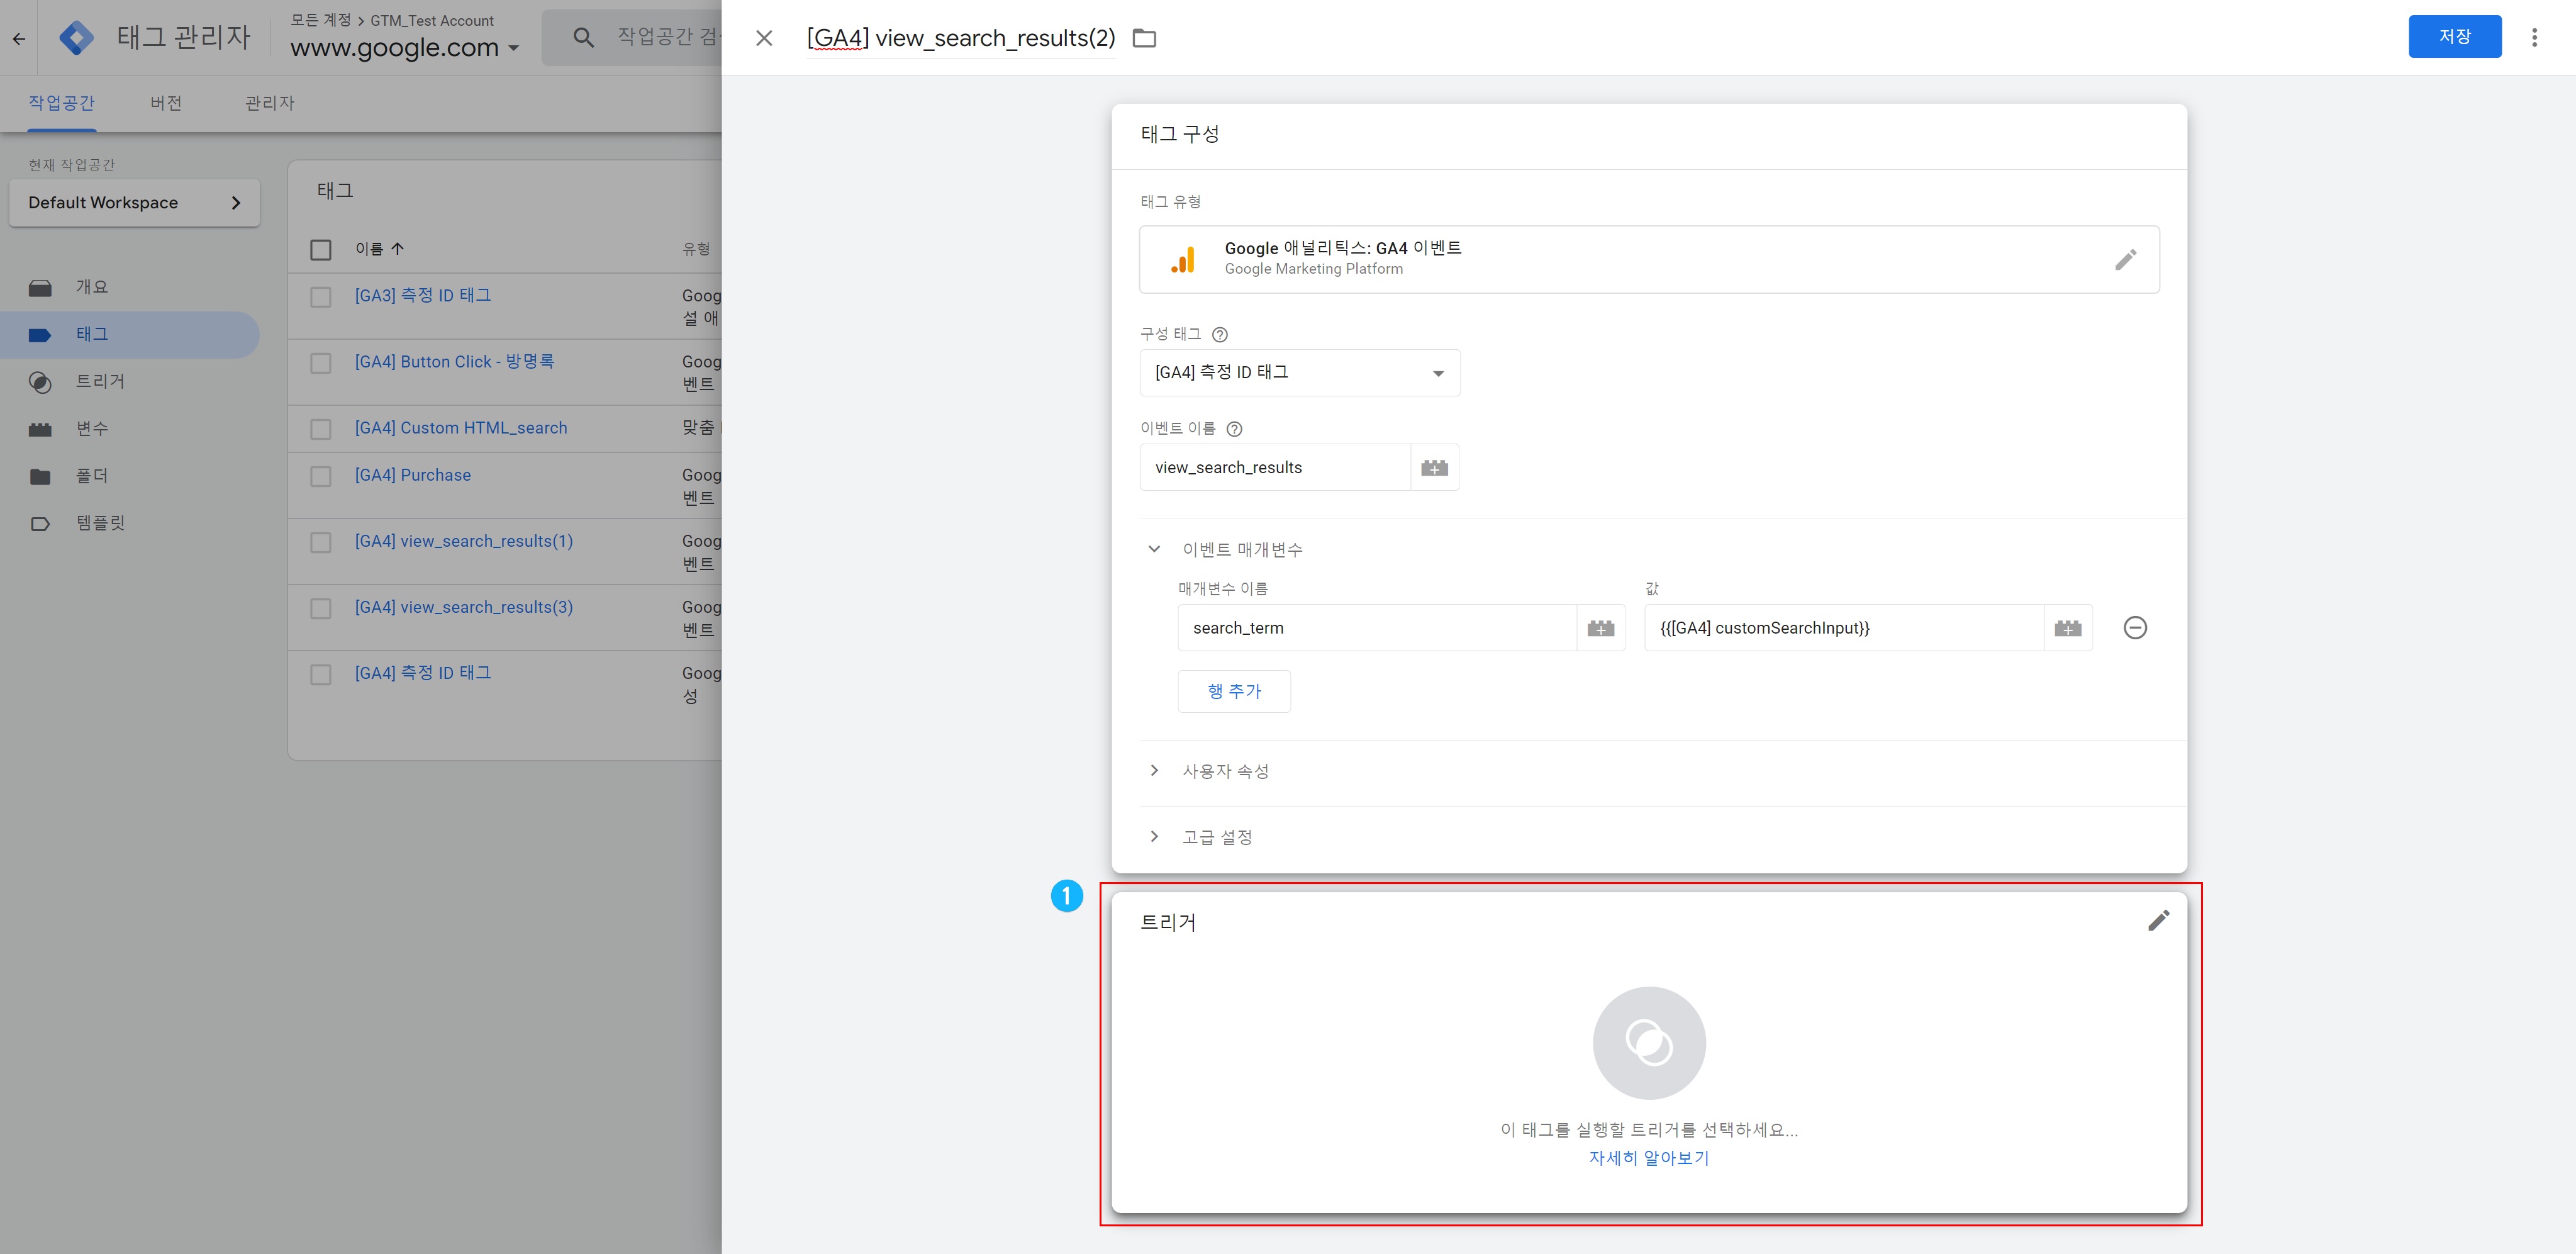 태그 관리자
모든 계정 > GTM_Test Account
www.google.com
작업공간 검
작업공간
버전
관리자
현재 작업공간
Default Workspace
개요
태그
트리거
변수
폴더
템플릿
태그
이름
유형
[GA3] 측정 ID 태그
Goog
설 애
[GA4] Button Click - 방명록
Goog
벤트
[GA4] Custom HTML_search
맞춤
[GA4] Purchase
Goog
벤트
[GA4] view_search_results(1)
Goog
벤트
[GA4] view_search_results(3)
Goog
벤트
[GA4] 측정 ID 태그
Goog
성
[GA4] view_search_results(2)
저장
태그 구성
태그 유형
Google 애널리틱스: GA4 이벤트
Google Marketing Platform
구성 태그
[GA4] 측정 ID 태그
이벤트 이름
view_search_results
이벤트 매개변수
매개변수 이름
값
search_term
{{[GA4] customSearchInput}}
행 추가
사용자 속성
고급 설정
1
트리거
이 태그를 실행할 트리거를 선택하세요...
자세히 알아보기